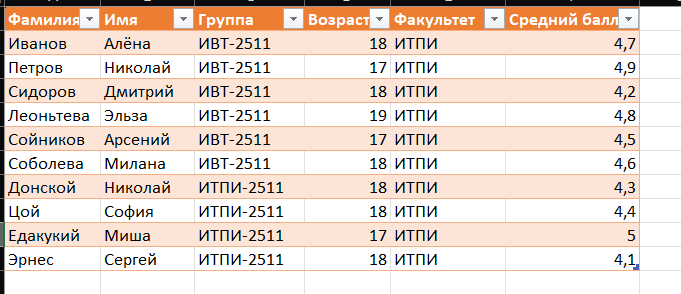 Фамилия Имя Группа Возраст Факультет Средний балл
Иванов Алёна ИВТ-2511 18 ИТПИ 4,7
Петров Николай ИВТ-2511 17 ИТПИ 4,9
Сидоров Дмитрий ИВТ-2511 18 ИТПИ 4,2
Леоньтева Эльза ИВТ-2511 19 ИТПИ 4,8
Сойников Арсений ИВТ-2511 17 ИТПИ 4,5
Соболева Милана ИВТ-2511 18 ИТПИ 4,6
Донской Николай ИТПИ-2511 18 ИТПИ 4,3
Цой София ИТПИ-2511 18 ИТПИ 4,4
Едакукий Миша ИТПИ-2511 17 ИТПИ 5
Эрнес Сергей ИТПИ-2511 18 ИТПИ 4,1